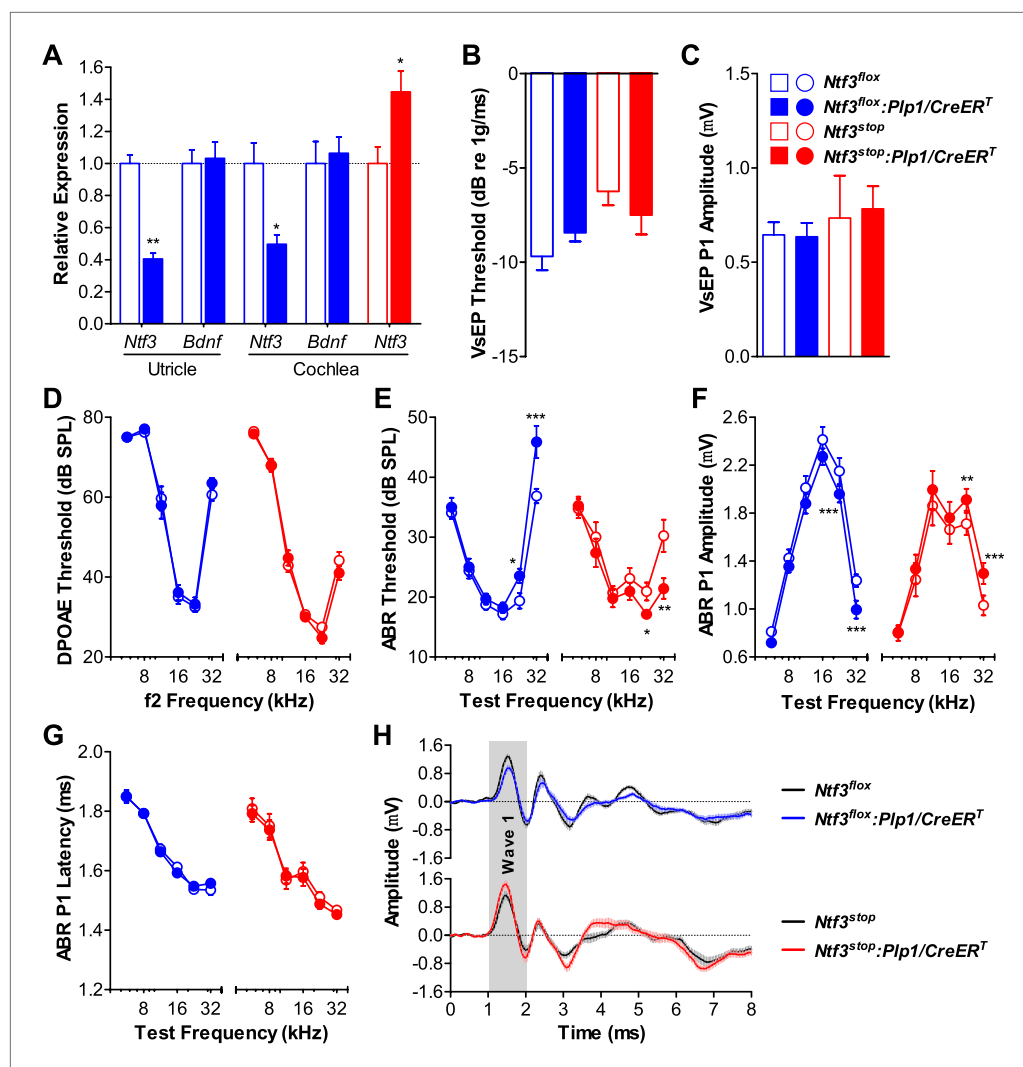 A
Relative Expression
1.6
1.4
1.2
1.0
0.8
0.6
0.4
0.2
0.0
**
*
*
Ntf3
Bdnf
Ntf3
Bdnf
Ntf3
Utricle
Cochlea
B
VsEP Threshold (dB re 1g/ms)
0
-5
-10
-15
C
VsEP P1 Amplitude (mV)
1.5
1.0
0.5
0.0
Ntf3flox
Ntf3flox:Plp1/CreERT
Ntf3stop
Ntf3stop:Plp1/CreERT
D
DPOAE Threshold (dB SPL)
80
60
40
20
8 16 32
8 16 32
f2 Frequency (kHz)
E
ABR Threshold (dB SPL)
50
40
30
20
10
***
*
**
*
8 16 32
8 16 32
Test Frequency (kHz)
F
ABR P1 Amplitude (mV)
2.6
2.2
1.8
1.4
1.0
0.6
***
***
**
***
8 16 32
8 16 32
Test Frequency (kHz)
G
ABR P1 Latency (ms)
2.0
1.8
1.6
1.4
1.2
8 16 32
8 16 32
Test Frequency (kHz)
H
Amplitude (mV)
1.6
0.8
0.0
-0.8
-1.6
1.6
0.8
0.0
-0.8
-1.6
Wave 1
0 1 2 3 4 5 6 7 8
Time (ms)
Ntf3flox
Ntf3flox:Plp1/CreERT
Ntf3stop
Ntf3stop:Plp1/CreERT